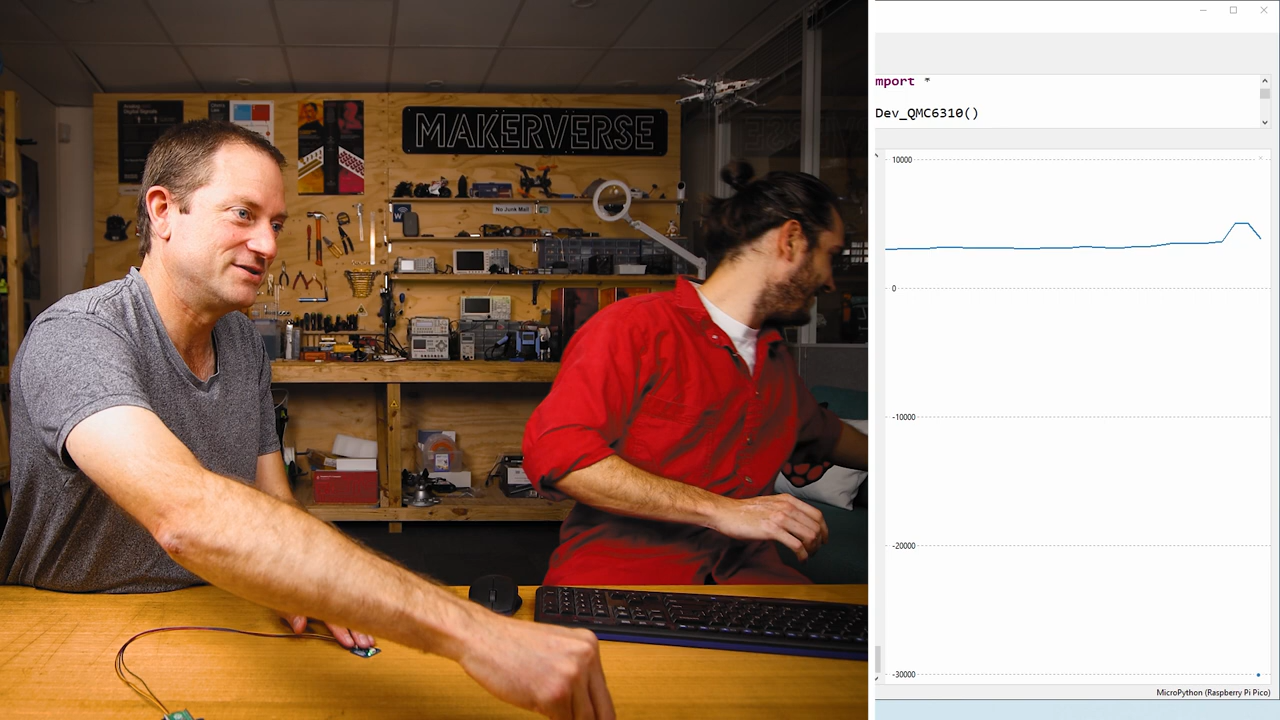 MAKERVERSE
No Junk Mail
mport *
Dev_QMC6310()
10000
0
-10000
-20000
-30000
MicroPython (Raspberry Pi Pico)